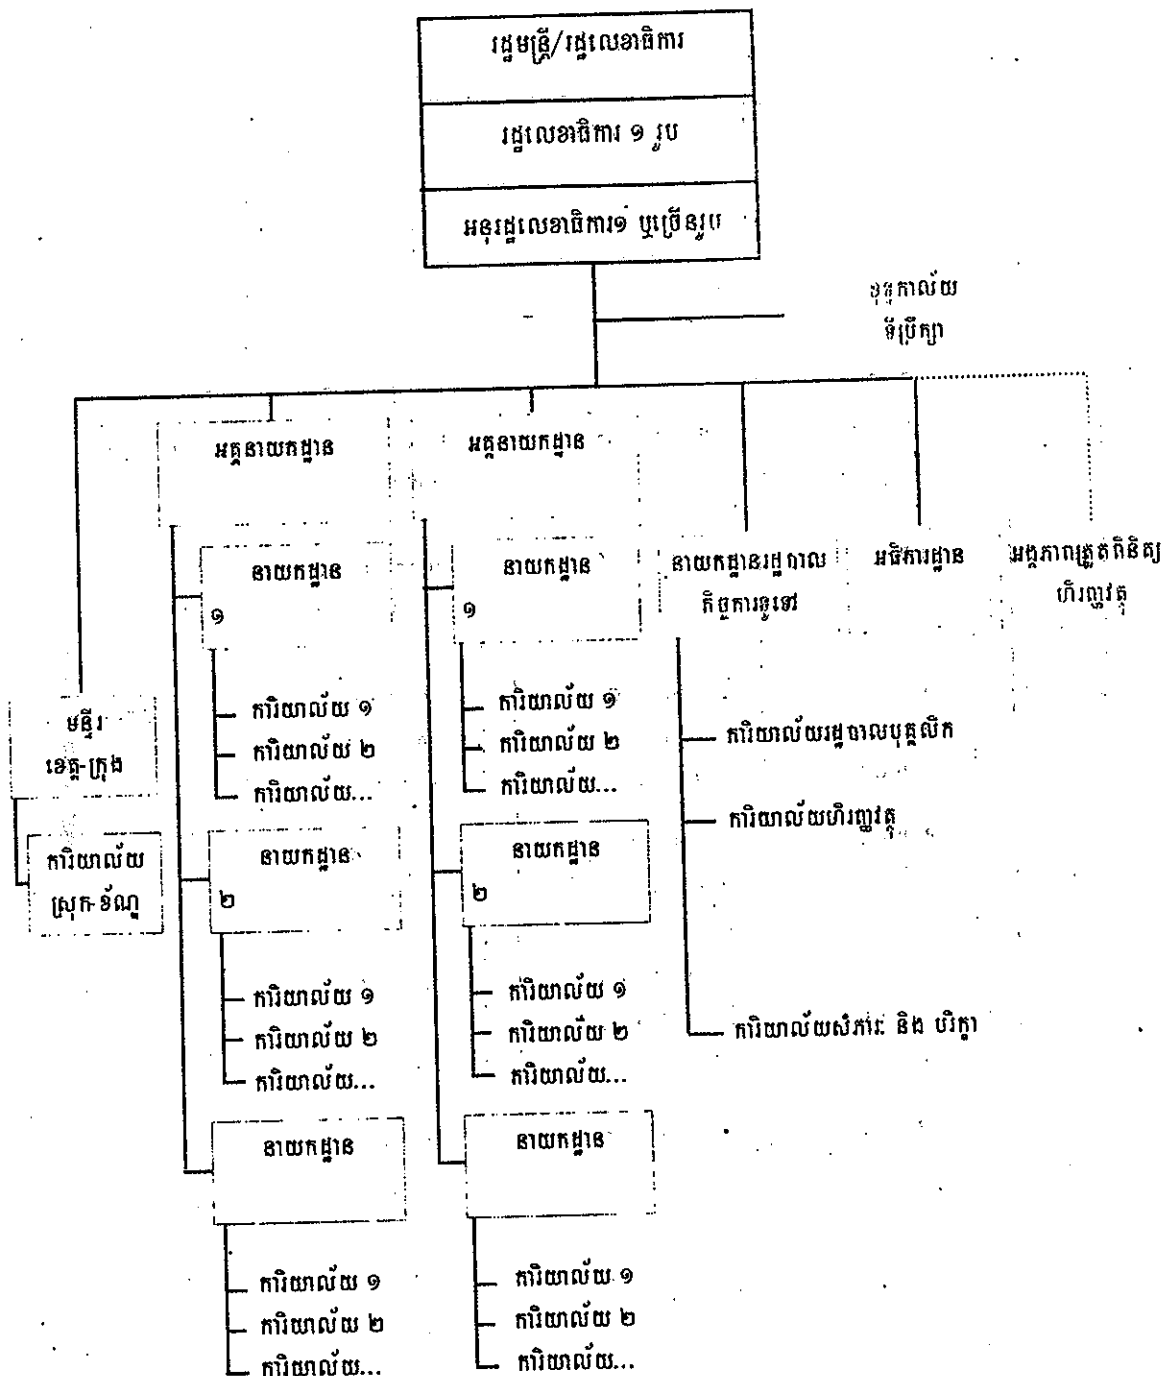 រដ្ឋមន្ត្រី/រដ្ឋលេខាធិការ
រដ្ឋលេខាធិការ ១ រូប
អនុរដ្ឋលេខាធិការ១ ឬច្រើនរូប
ខុទ្ទកាល័យ
ទីប្រឹក្សា
អគ្គនាយកដ្ឋាន
អគ្គនាយកដ្ឋាន
នាយកដ្ឋាន
១
នាយកដ្ឋាន
១
នាយកដ្ឋានរដ្ឋបាល
កិច្ចការទូទៅ
អធិការដ្ឋាន
អង្គភាពត្រួតពិនិត្យ
ហិរញ្ញវត្ថុ
ការិយាល័យ ១
ការិយាល័យ ២
ការិយាល័យ...
ការិយាល័យ ១
ការិយាល័យ ២
ការិយាល័យ...
មន្ទីរ
ខេត្ត-ក្រុង
ការិយាល័យ
ស្រុក-ខ័ណ្ឌ
ការិយាល័យរដ្ឋបាលបុគ្គលិក
ការិយាល័យហិរញ្ញវត្ថុ
ការិយាល័យសំភារៈ និង បរិក្ខា
នាយកដ្ឋាន
២
នាយកដ្ឋាន
២
ការិយាល័យ ១
ការិយាល័យ ២
ការិយាល័យ...
ការិយាល័យ ១
ការិយាល័យ ២
ការិយាល័យ...
នាយកដ្ឋាន
នាយកដ្ឋាន
ការិយាល័យ ១
ការិយាល័យ ២
ការិយាល័យ...
ការិយាល័យ ១
ការិយាល័យ ២
ការិយាល័យ...